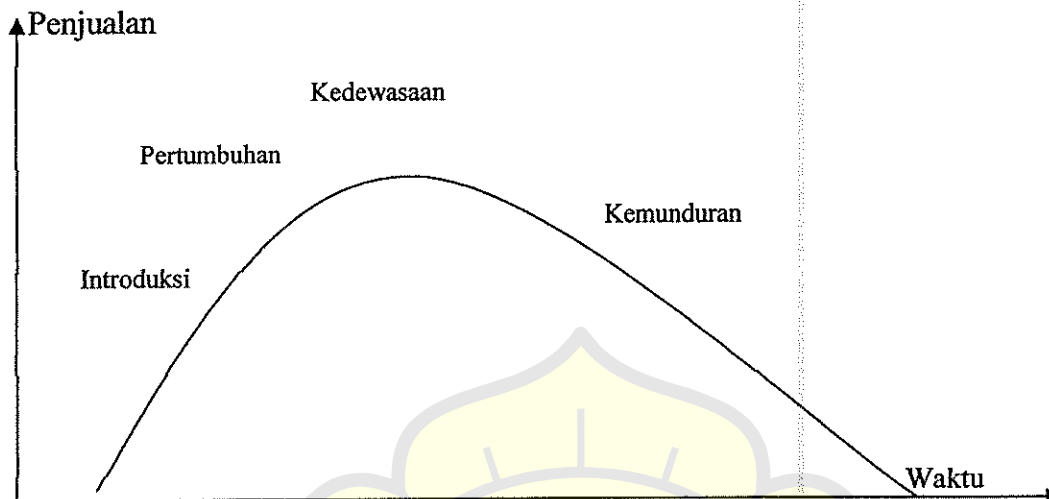 Penjualan
Kedewasaan
Pertumbuhan
Kemunduran
Introduksi
Waktu